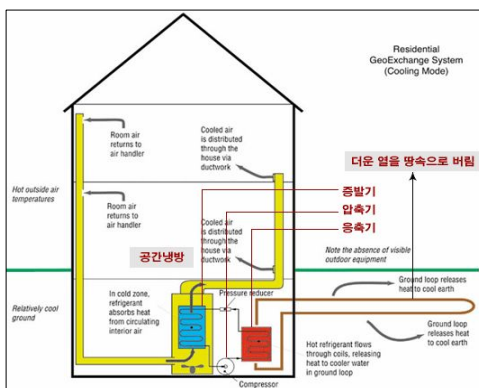 Residential
GeoExchange System
(Cooling Mode)
Room air
returns to
air handler
Cooled air
is distributed
through the
house via
ductwork
더운 열을 땅속으로 버림
Hot outside air
temperatures
Room air
returns to
air handler
증발기
압축기
응축기
Cooled air
is distributed
through the
house via
ductwork
공간냉방
Note the absence of visible
outdoor equipment
Relatively cool
ground
In cold zone,
refrigerant
absorbs heat
from circulating
interior air
Pressure reducer
Ground loop releases
heat to cool earth
Ground loop
releases heat
to cool earth
Hot refrigerant flows
through coils, releasing
heat to cooler water
in ground loop
Compressor